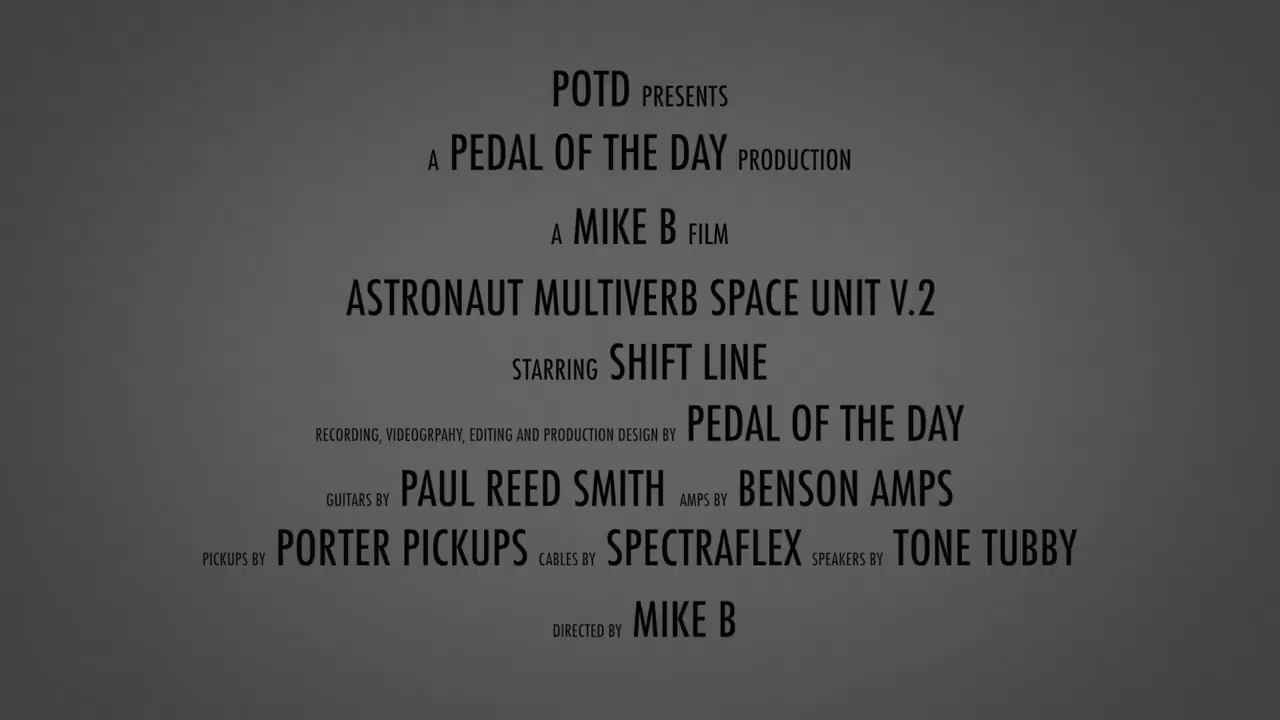 POTD PRESENTS
A PEDAL OF THE DAY PRODUCTION
A MIKE B FILM
ASTRONAUT MULTIVERB SPACE UNIT V.2
STARRING SHIFT LINE
RECORDING, VIDEOGRPAHY, EDITING AND PRODUCTION DESIGN BY PEDAL OF THE DAY
GUITARS BY PAUL REED SMITH AMPS BY BENSON AMPS
PICKUPS BY PORTER PICKUPS CABLES BY SPECTRAFLEX SPEAKERS BY TONE TUBBY
DIRECTED BY MIKE B